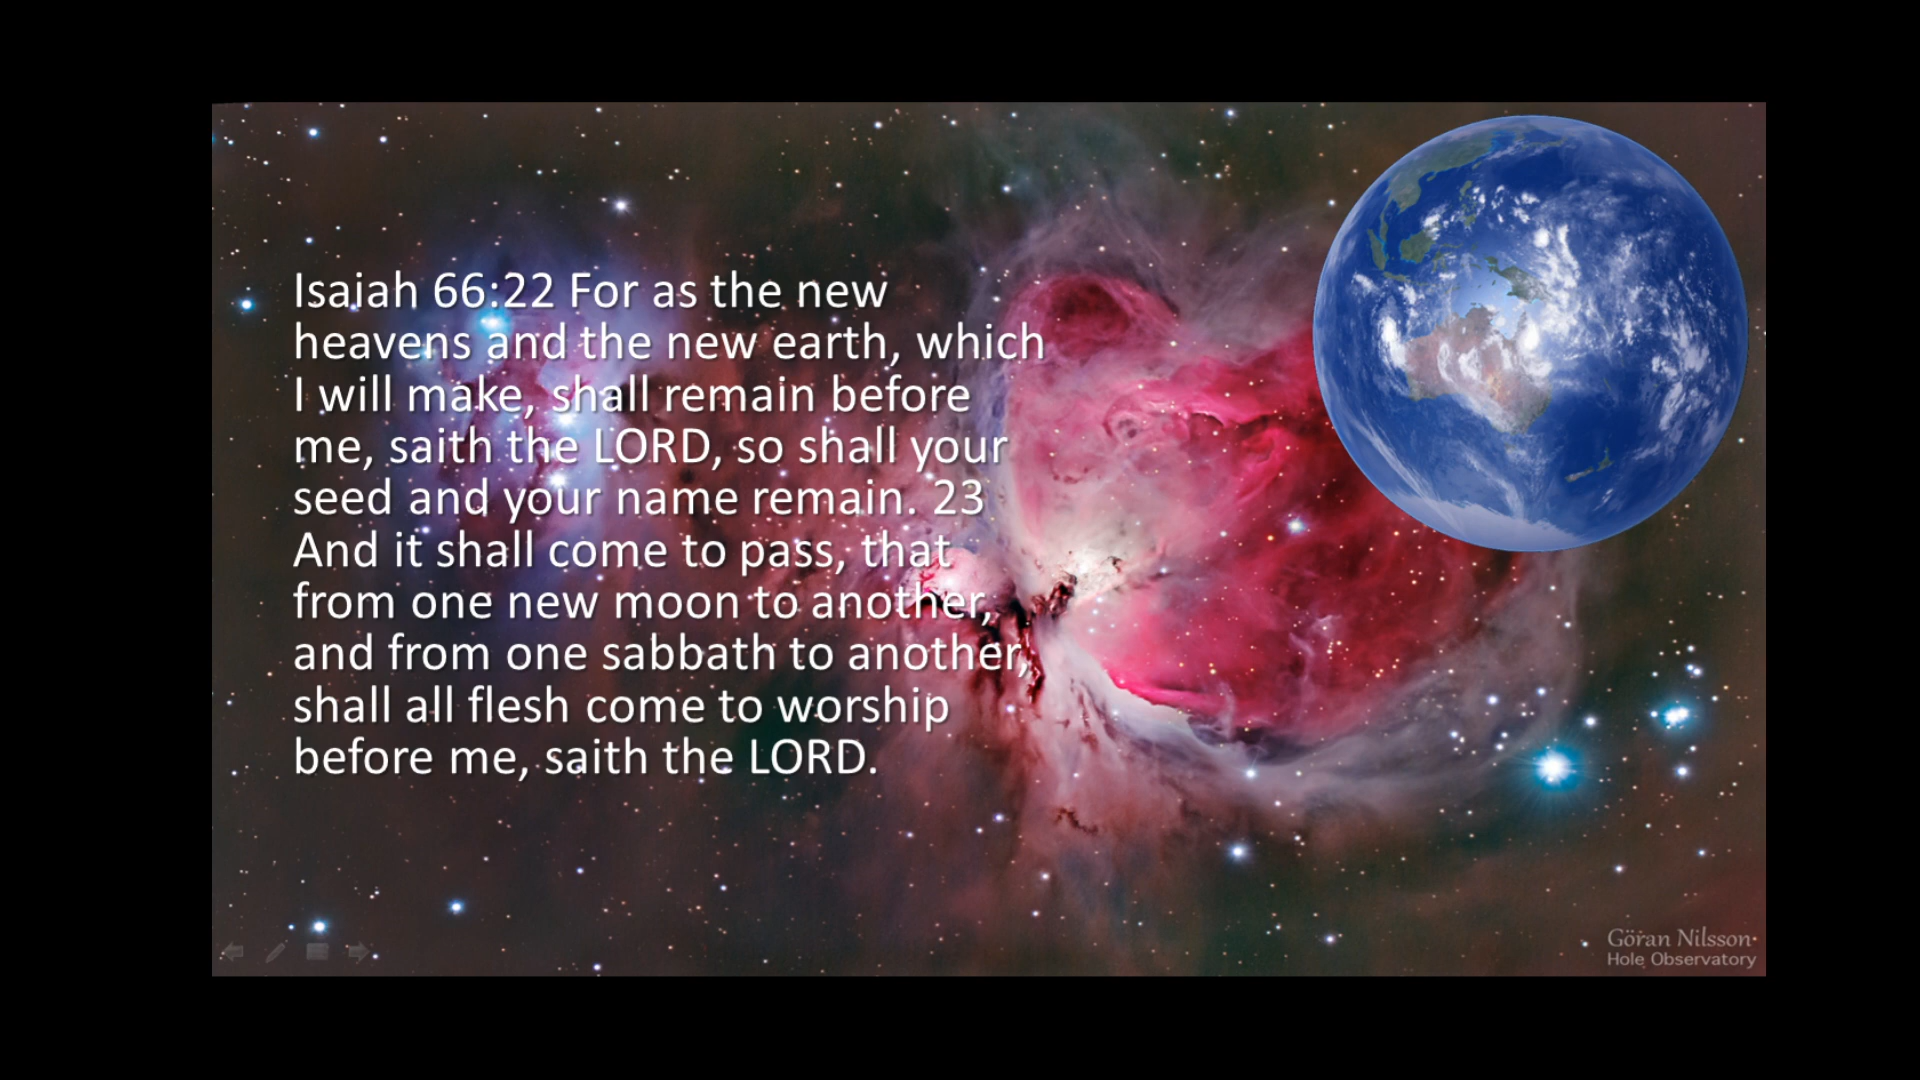 Isaiah 66:22 For as the new
heavens and the new earth, which
I will make, shall remain before
me, saith the LORD, so shall your
seed and your name remain. 23
And it shall come to pass, that
from one new moon to another,
and from one sabbath to another,
shall all flesh come to worship
before me, saith the LORD.
Göran Nilsson
Hole Observatory